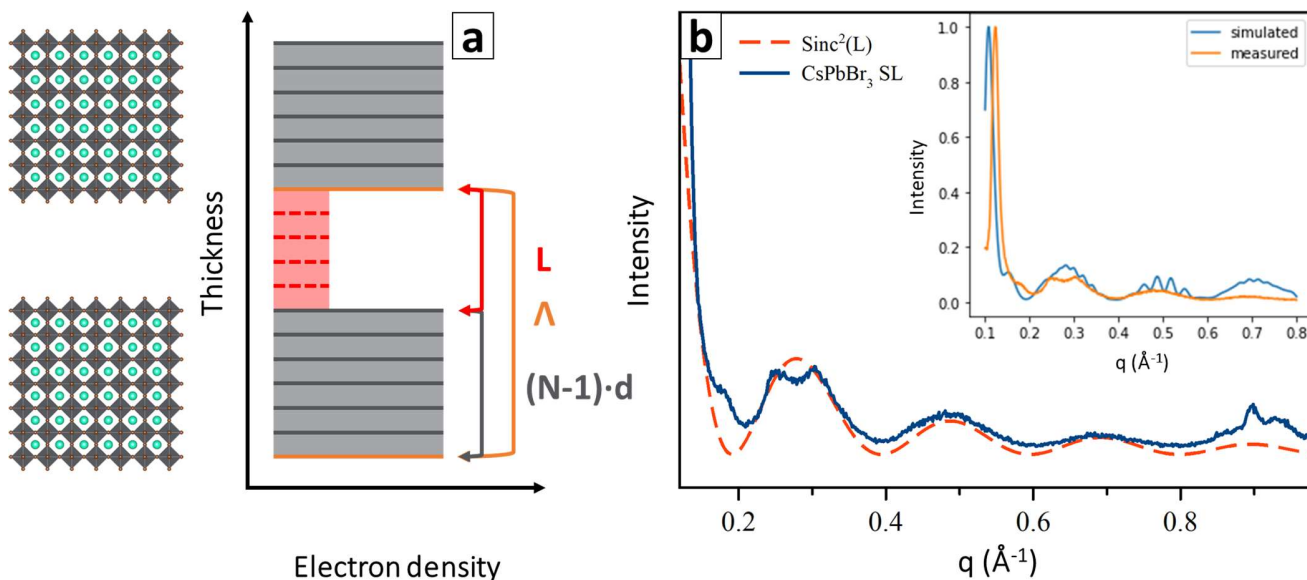 a
Thickness
L
Λ
(N-1)·d
Electron density
b
Sinc²(L)
CsPbBr₃ SL
Intensity
0.2
0.4
0.6
0.8
q (Å⁻¹)
simulated
measured
Intensity
1.0
0.8
0.6
0.4
0.2
0.0
0.1
0.2
0.3
0.4
0.5
0.6
0.7
0.8
q (Å⁻¹)